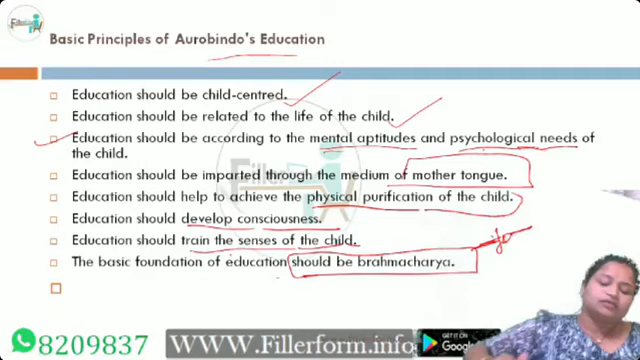 Filler
Basic Principles of Aurobindo's Education
Education should be child-centred.
Education should be related to the life of the child.
Education should be according to the mental aptitudes and psychological needs of
the child.
Education should be imparted through the medium of mother tongue.
Education should help to achieve the physical purification of the child.
Education should develop consciousness.
Education should train the senses of the child.
The basic foundation of education should be brahmacharya.
8209837
www.Fillerform.info
GET IT ON
Google